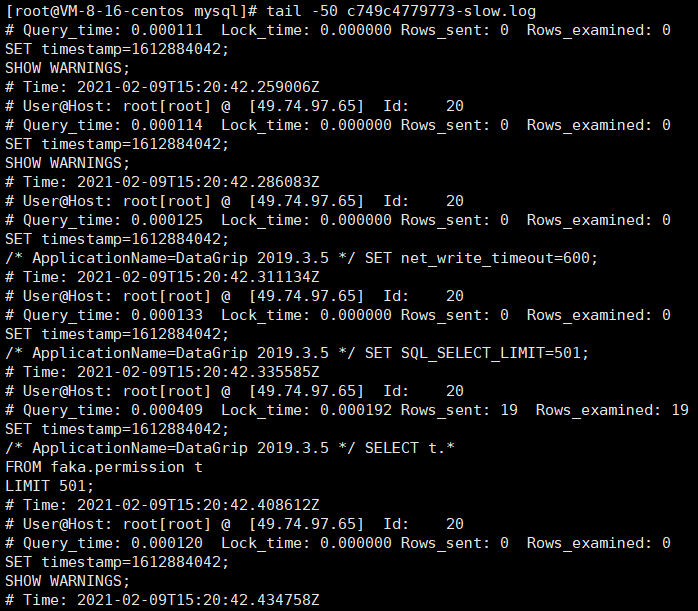 [root@VM-8-16-centos mysql]# tail -50 c749c4779773-slow.log
# Query_time: 0.000111  Lock_time: 0.000000 Rows_sent: 0  Rows_examined: 0
SET timestamp=1612884042;
SHOW WARNINGS;
# Time: 2021-02-09T15:20:42.259006Z
# User@Host: root[root] @  [49.74.97.65]  Id:    20
# Query_time: 0.000114  Lock_time: 0.000000 Rows_sent: 0  Rows_examined: 0
SET timestamp=1612884042;
SHOW WARNINGS;
# Time: 2021-02-09T15:20:42.286083Z
# User@Host: root[root] @  [49.74.97.65]  Id:    20
# Query_time: 0.000125  Lock_time: 0.000000 Rows_sent: 0  Rows_examined: 0
SET timestamp=1612884042;
/* ApplicationName=DataGrip 2019.3.5 */ SET net_write_timeout=600;
# Time: 2021-02-09T15:20:42.311134Z
# User@Host: root[root] @  [49.74.97.65]  Id:    20
# Query_time: 0.000133  Lock_time: 0.000000 Rows_sent: 0  Rows_examined: 0
SET timestamp=1612884042;
/* ApplicationName=DataGrip 2019.3.5 */ SET SQL_SELECT_LIMIT=501;
# Time: 2021-02-09T15:20:42.335585Z
# User@Host: root[root] @  [49.74.97.65]  Id:    20
# Query_time: 0.000409  Lock_time: 0.000192 Rows_sent: 19  Rows_examined: 19
SET timestamp=1612884042;
/* ApplicationName=DataGrip 2019.3.5 */ SELECT t.*
FROM faka.permission t
LIMIT 501;
# Time: 2021-02-09T15:20:42.408612Z
# User@Host: root[root] @  [49.74.97.65]  Id:    20
# Query_time: 0.000120  Lock_time: 0.000000 Rows_sent: 0  Rows_examined: 0
SET timestamp=1612884042;
SHOW WARNINGS;
# Time: 2021-02-09T15:20:42.434758Z